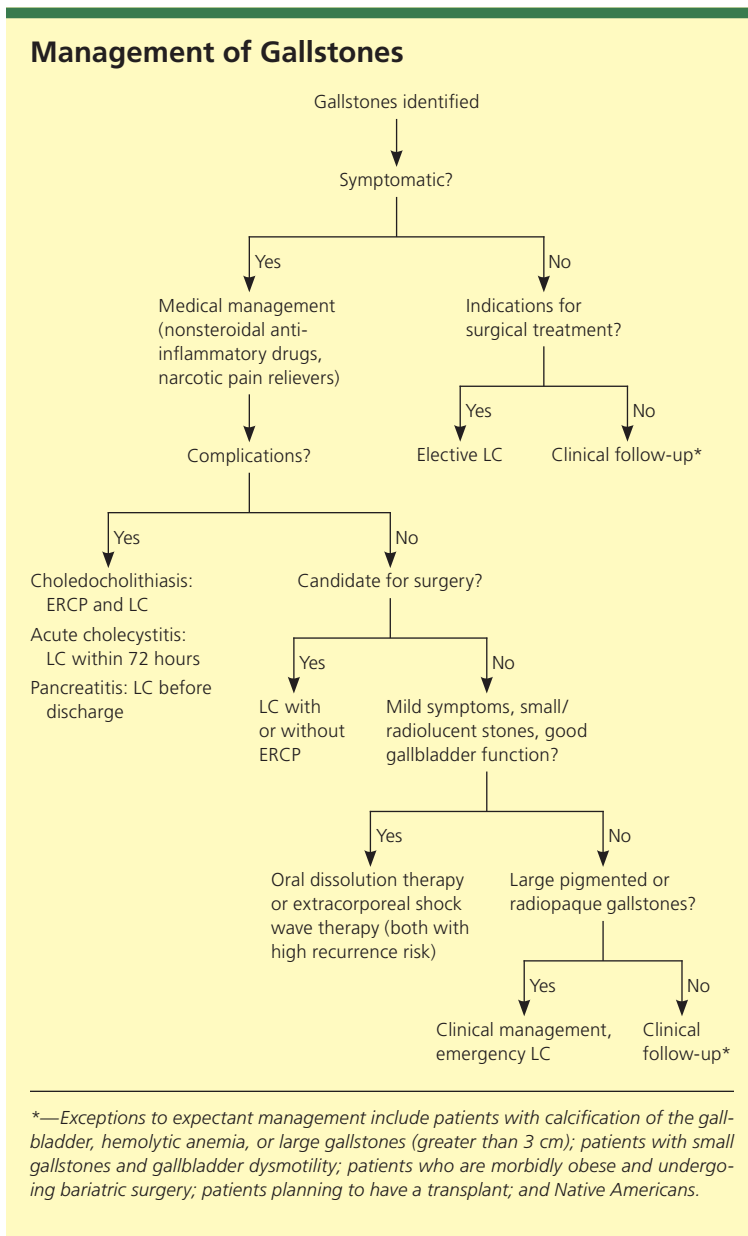 Management of Gallstones
Gallstones identified
Symptomatic?
Yes
No
Medical management
(nonsteroidal anti-
inflammatory drugs,
narcotic pain relievers)
Indications for
surgical treatment?
Yes
No
Complications?
Elective LC
Clinical follow-up*
Yes
No
Choledocholithiasis:
ERCP and LC
Acute cholecystitis:
LC within 72 hours
Pancreatitis: LC before
discharge
Candidate for surgery?
Yes
No
LC with
or without
ERCP
Mild symptoms, small/
radiolucent stones, good
gallbladder function?
Yes
No
Oral dissolution therapy
or extracorporeal shock
wave therapy (both with
high recurrence risk)
Large pigmented or
radiopaque gallstones?
Yes
No
Clinical management,
emergency LC
Clinical
follow-up*
*—Exceptions to expectant management include patients with calcification of the gall-
bladder, hemolytic anemia, or large gallstones (greater than 3 cm); patients with small
gallstones and gallbladder dysmotility; patients who are morbidly obese and undergo-
ing bariatric surgery; patients planning to have a transplant; and Native Americans.